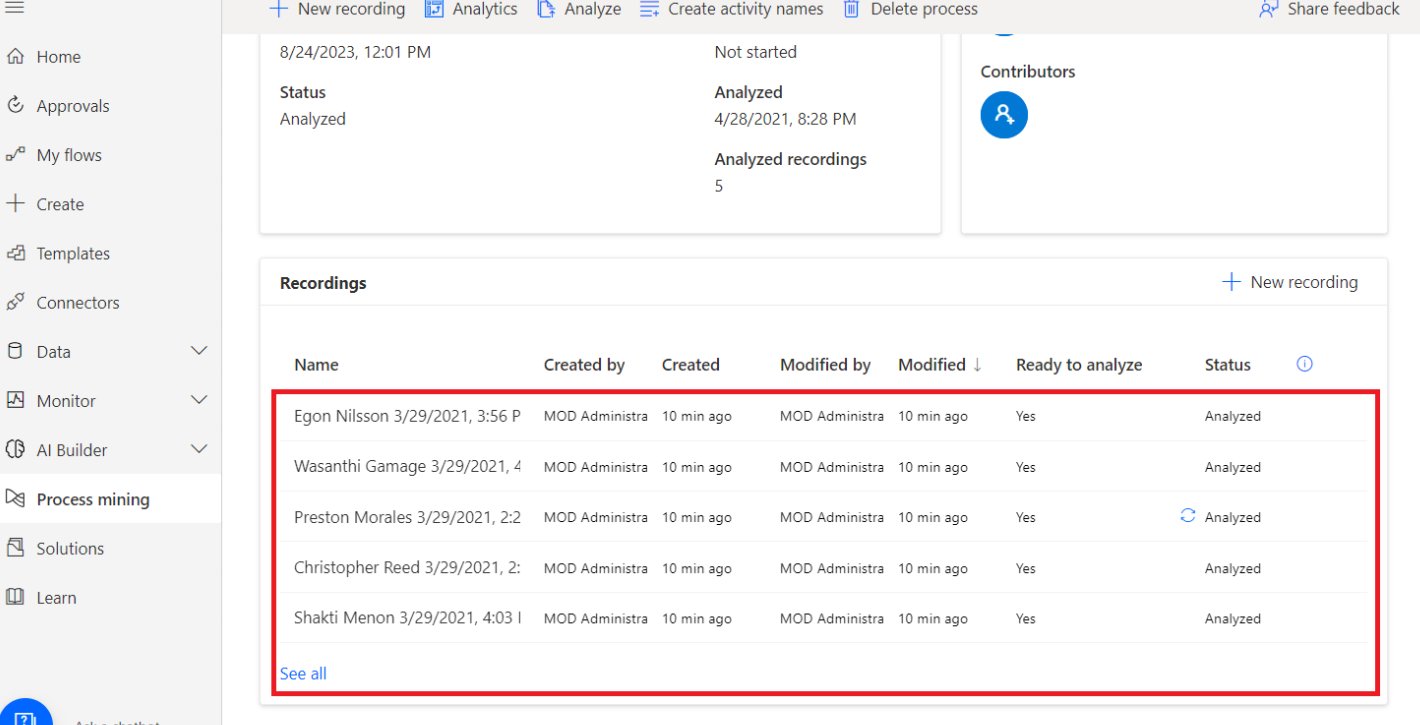 New recording Analytics Analyze Create activity names Delete process Share feedback
Home
Approvals
My flows
Create
Templates
Connectors
Data
Monitor
AI Builder
Process mining
Solutions
Learn
8/24/2023, 12:01 PM
Status
Analyzed
Not started
Analyzed
4/28/2021, 8:28 PM
Analyzed recordings
5
Contributors
Recordings New recording
Name Created by Created Modified by Modified ↓ Ready to analyze Status
Egon Nilsson 3/29/2021, 3:56 P MOD Administra 10 min ago MOD Administra 10 min ago Yes Analyzed
Wasanthi Gamage 3/29/2021, 4 MOD Administra 10 min ago MOD Administra 10 min ago Yes Analyzed
Preston Morales 3/29/2021, 2:2 MOD Administra 10 min ago MOD Administra 10 min ago Yes Analyzed
Christopher Reed 3/29/2021, 2: MOD Administra 10 min ago MOD Administra 10 min ago Yes Analyzed
Shakti Menon 3/29/2021, 4:03 MOD Administra 10 min ago MOD Administra 10 min ago Yes Analyzed
See all